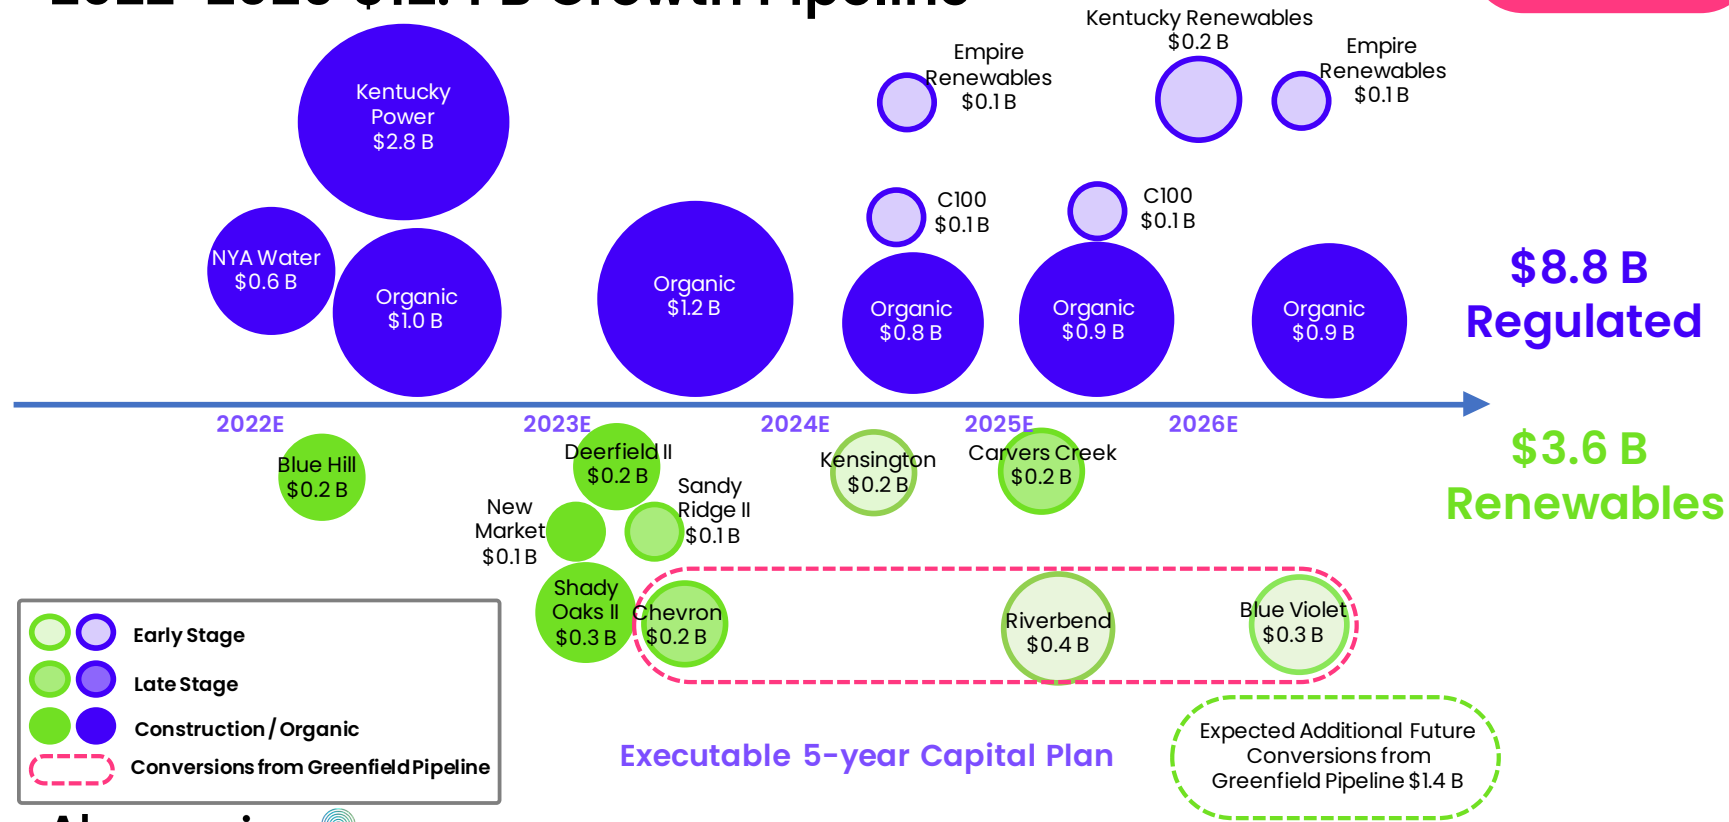 2022-2026 $12.4 B Growth Pipeline
Kentucky
Power
$2.8 B
NYA Water
$0.6 B
Organic
$1.0 B
Organic
$1.2 B
Empire
Renewables
$0.1 B
C100
$0.1 B
Organic
$0.8 B
Kentucky Renewables
$0.2 B
C100
$0.1 B
Organic
$0.9 B
Empire
Renewables
$0.1 B
Organic
$0.9 B
$8.8 B
Regulated
2022E
2023E
2024E
2025E
2026E
Blue Hill
$0.2 B
Deerfield II
$0.2 B
New
Market
$0.1 B
Sandy
Ridge II
$0.1 B
Shady
Oaks II
$0.3 B
Chevron
$0.2 B
Kensington
$0.2 B
Carvers Creek
$0.2 B
Riverbend
$0.4 B
Blue Violet
$0.3 B
$3.6 B
Renewables
Early Stage
Late Stage
Construction / Organic
Conversions from Greenfield Pipeline
Executable 5-year Capital Plan
Expected Additional Future
Conversions from
Greenfield Pipeline $1.4 B